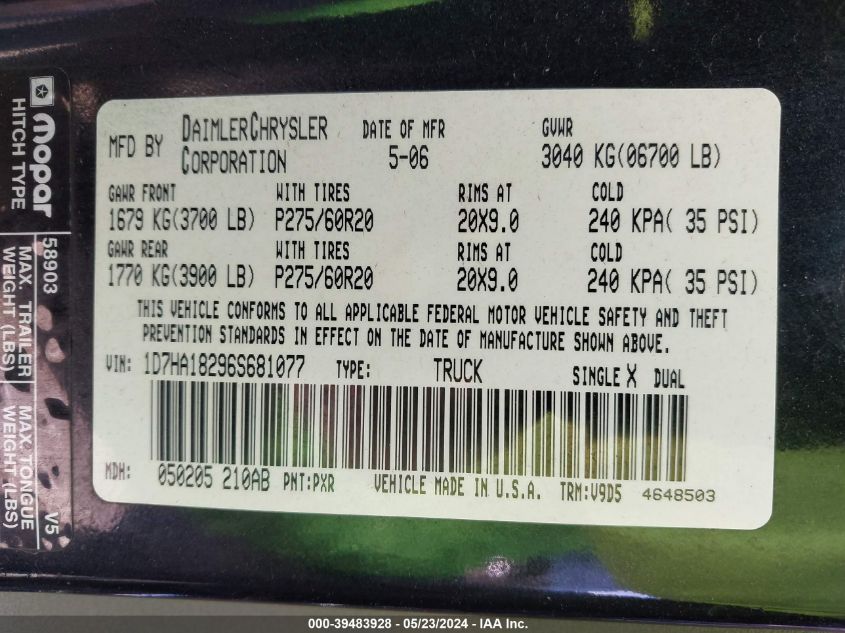 MFD BY DAIMLERCHRYSLER CORPORATION DATE OF MFR 5-06 GVWR 3040 KG(06700 LB)
GAWR FRONT WITH TIRES RIMS AT COLD
1679 KG(3700 LB) P275/60R20 20X9.0 240 KPA( 35 PSI)
GAWR REAR WITH TIRES RIMS AT COLD
1770 KG(3900 LB) P275/60R20 20X9.0 240 KPA( 35 PSI)
THIS VEHICLE CONFORMS TO ALL APPLICABLE FEDERAL MOTOR VEHICLE SAFETY AND THEFT
PREVENTION STANDARDS IN EFFECT ON THE DATE OF MANUFACTURE SHOWN ABOVE.
VIN: 1D7HA18296S681077 TYPE: TRUCK SINGLE X DUAL
MDH: 050205 210AB PNT:PXR VEHICLE MADE IN U.S.A. TRM:V9D5 4648503
Mopar
HITCH TYPE
58903
MAX. TRAILER
WEIGHT (LBS)
MAX. TONGUE
WEIGHT (LBS)
V5
000-39483928 - 05/23/2024 - IAA Inc.